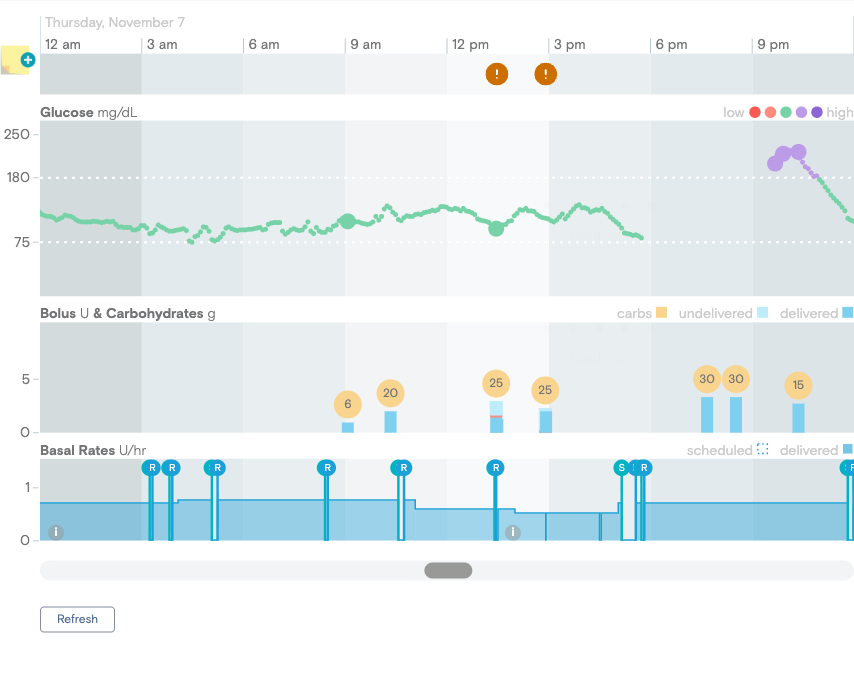 Thursday, November 7
12 am 3 am 6 am 9 am 12 pm 3 pm 6 pm 9 pm
! !
Glucose mg/dL low high
250
180
75
Bolus U & Carbohydrates g carbs undelivered delivered
5
0
6 20 25 25 30 30 15
Basal Rates U/hr scheduled delivered
R R R R R R S R R
1
0
i i
Refresh